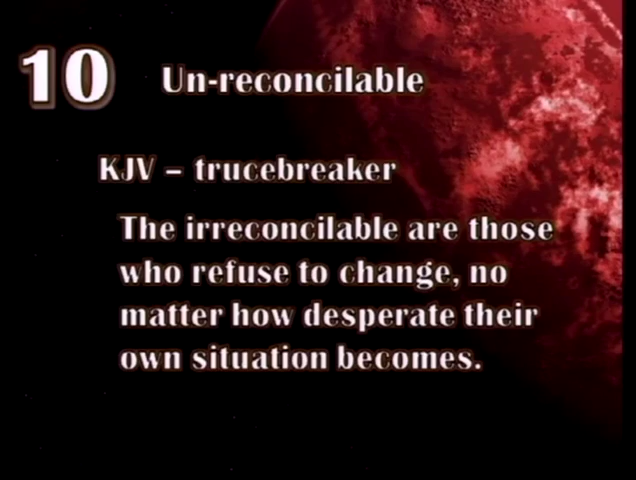 10 Un-reconcilable
KJV – trucebreaker
The irreconcilable are those
who refuse to change, no
matter how desperate their
own situation becomes.